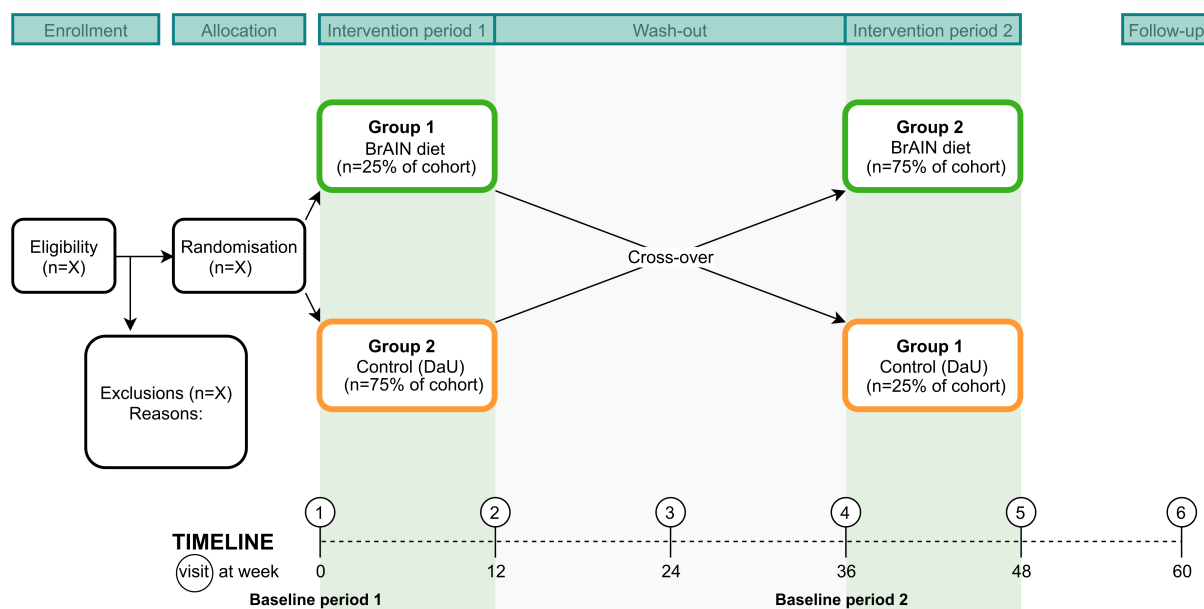 Enrollment
Allocation
Intervention period 1
Wash-out
Intervention period 2
Follow-up
Group 1
BrAIN diet
(n=25% of cohort)
Group 2
BrAIN diet
(n=75% of cohort)
Eligibility
(n=X)
Randomisation
(n=X)
Cross-over
Exclusions (n=X)
Reasons:
Group 2
Control (DaU)
(n=75% of cohort)
Group 1
Control (DaU)
(n=25% of cohort)
1
2
3
4
5
6
TIMELINE
visit at week
0
12
24
36
48
60
Baseline period 1
Baseline period 2